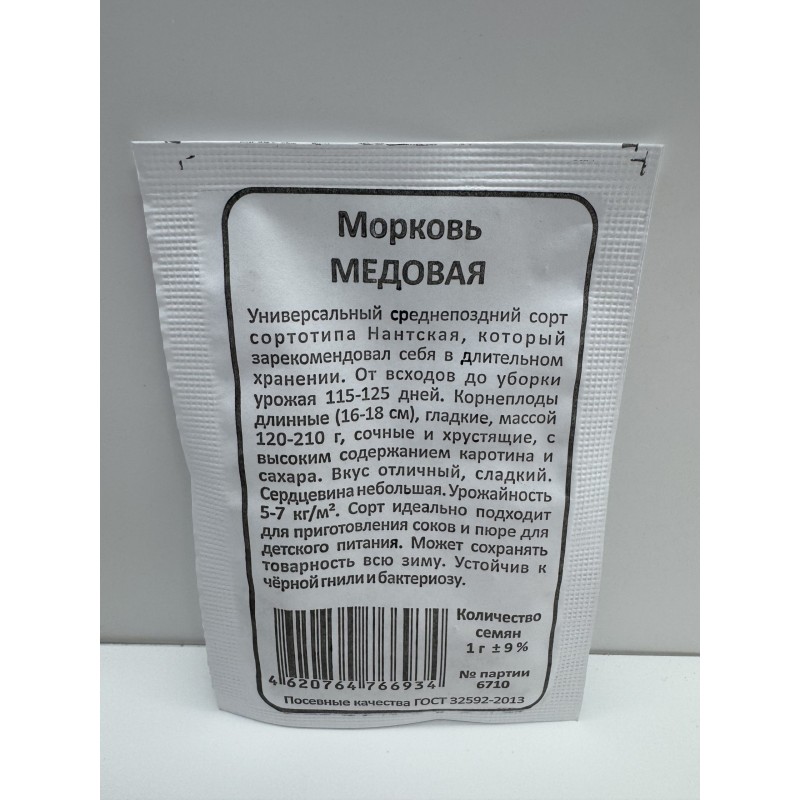 Морковь
МЕДОВАЯ
Универсальный среднепоздний сорт
сортотипа Нантская, который
зарекомендовал себя в длительном
хранении. От всходов до уборки
урожая 115-125 дней. Корнеплоды
длинные (16-18 см), гладкие, массой
120-210 г, сочные и хрустящие, с
высоким содержанием каротина и
сахара. Вкус отличный, сладкий.
Сердцевина небольшая. Урожайность
5-7 кг/м². Сорт идеально подходит
для приготовления соков и пюре для
детского питания. Может сохранять
товарность всю зиму. Устойчив к
чёрной гнили и бактериозу.
Количество
семян
1 г ± 9 %
№ партии
6710
4 620764 766934
Посевные качества ГОСТ 32592-2013